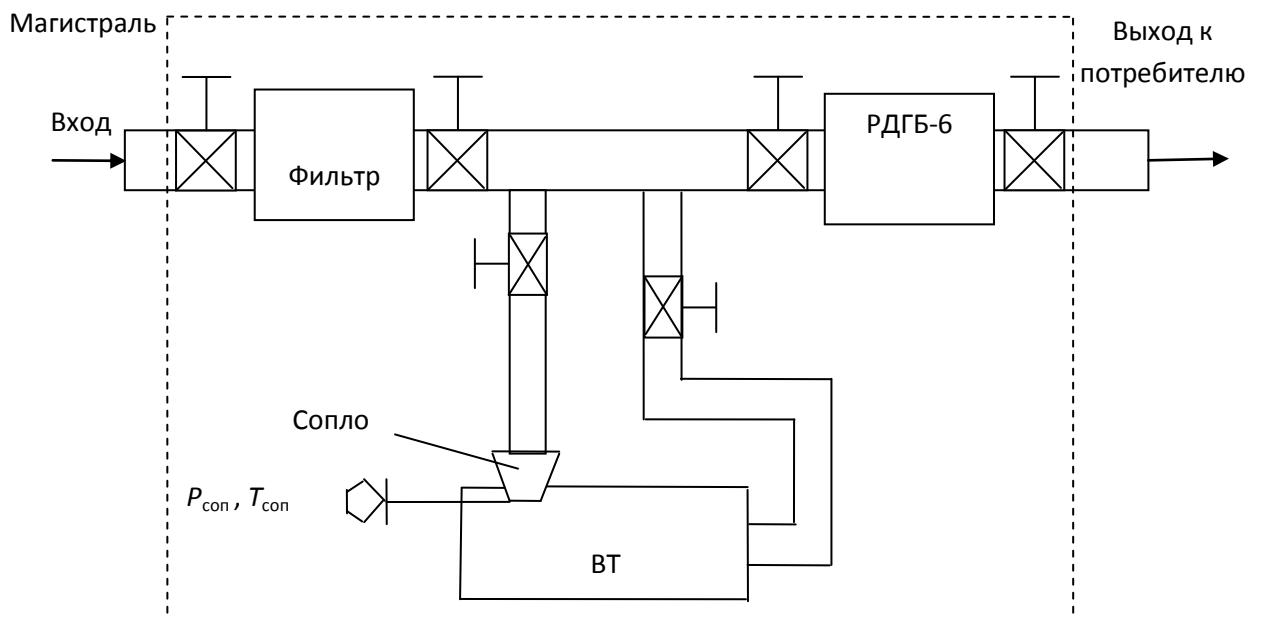 Магистраль
Выход к
потребителю
Вход
Фильтр
РДГБ-6
Сопло
Pсоп , Tсоп
ВТ